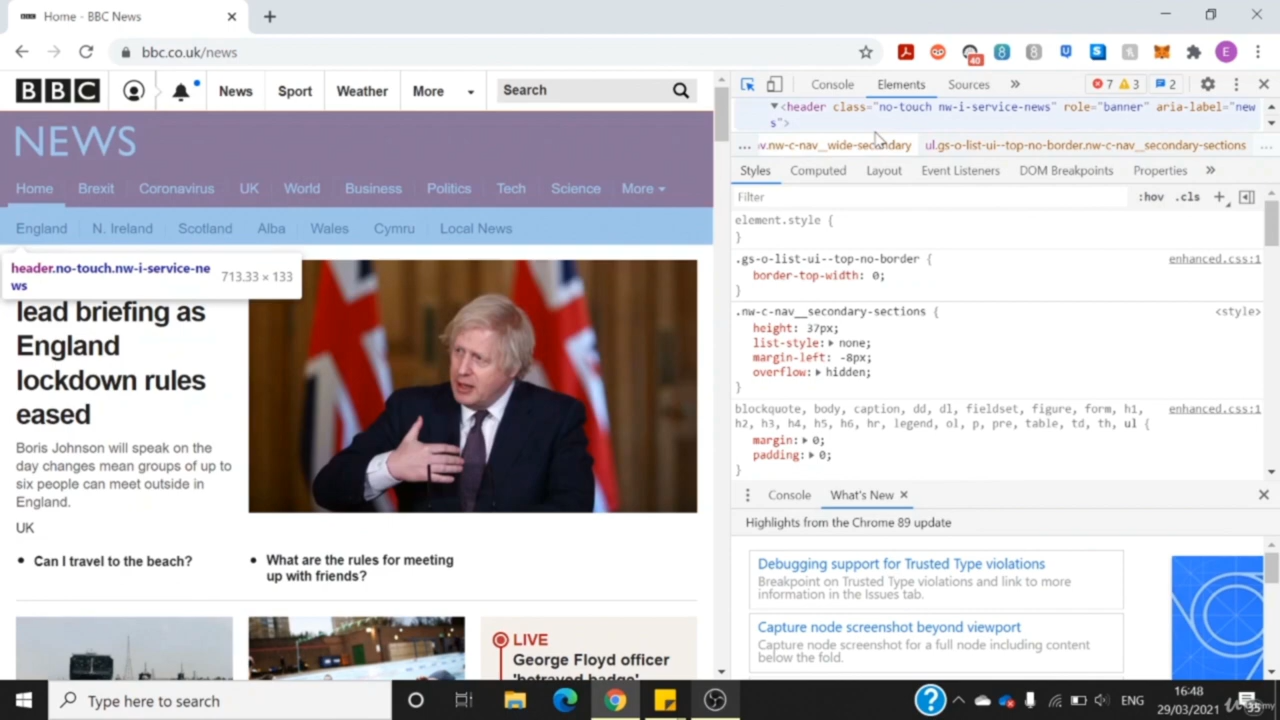 Home - BBC News
bbc.co.uk/news
40
E
BBC
News
Sport
Weather
More
Search
NEWS
Home Brexit Coronavirus UK World Business Politics Tech Science More
England N. Ireland Scotland Alba Wales Cymru Local News
header.no-touch.nw-i-service-ne
ws
713.33 × 133
lead briefing as
England
lockdown rules
eased
Boris Johnson will speak on the
day changes mean groups of up to
six people can meet outside in
England.
UK
Can I travel to the beach?
What are the rules for meeting
up with friends?
LIVE
George Floyd officer
'betrayed badge'
Console Elements Sources » 7 3 2
<header class="no-touch nw-i-service-news" role="banner" aria-label="new
s">
... v.nw-c-nav__wide-secondary ul.gs-o-list-ui--top-no-border.nw-c-nav__secondary-sections ...
Styles Computed Layout Event Listeners DOM Breakpoints Properties »
Filter :hov .cls +
element.style {
}
.gs-o-list-ui--top-no-border { enhanced.css:1
border-top-width: 0;
}
.nw-c-nav__secondary-sections { <style>
height: 37px;
list-style: none;
margin-left: -8px;
overflow: hidden;
}
blockquote, body, caption, dd, dl, fieldset, figure, form, h1, enhanced.css:1
h2, h3, h4, h5, h6, hr, legend, ol, p, pre, table, td, th, ul {
margin: 0;
padding: 0;
}
Console What's New
Highlights from the Chrome 89 update
Debugging support for Trusted Type violations
Breakpoint on Trusted Type violations and link to more
information in the Issues tab.
Capture node screenshot beyond viewport
Capture node screenshot for a full node including content
below the fold.
Type here to search
ENG
16:48
29/03/2021